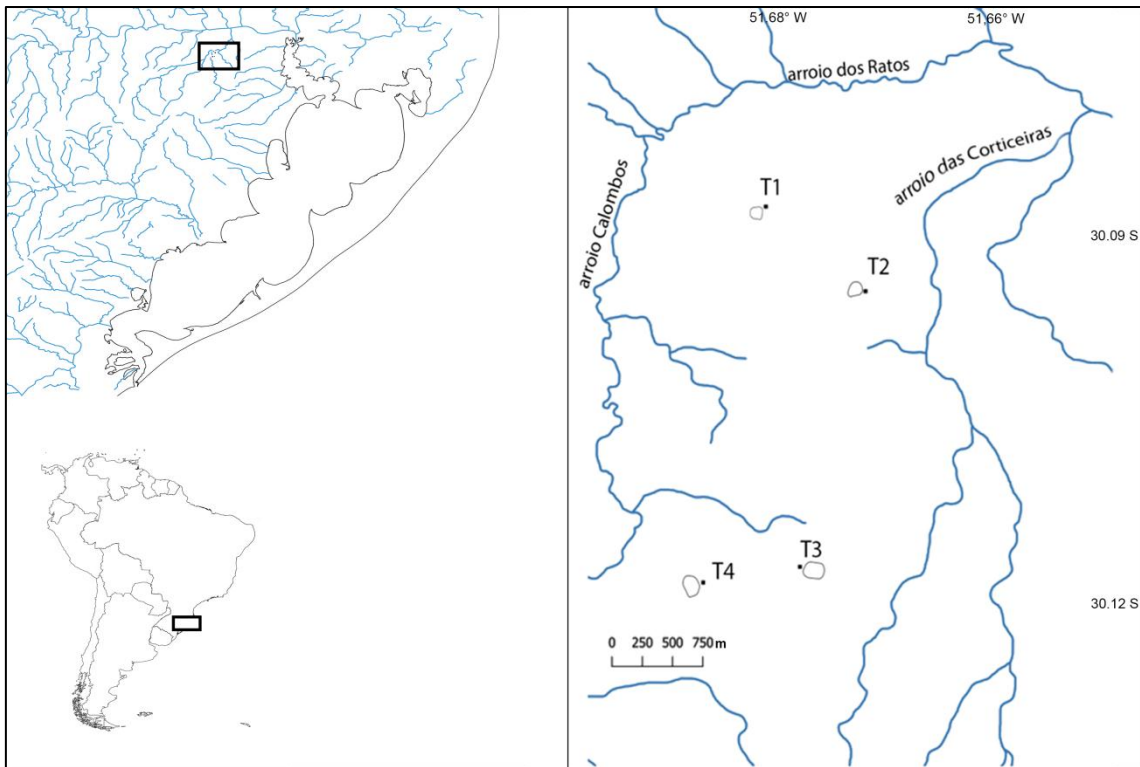 51.68° W
51.66 W
arroio dos Ratos
arroio das Corticeiras
arroio Calombos
T1
30.09 S
T2
T3
T4
30.12 S
0 250 500 750 m